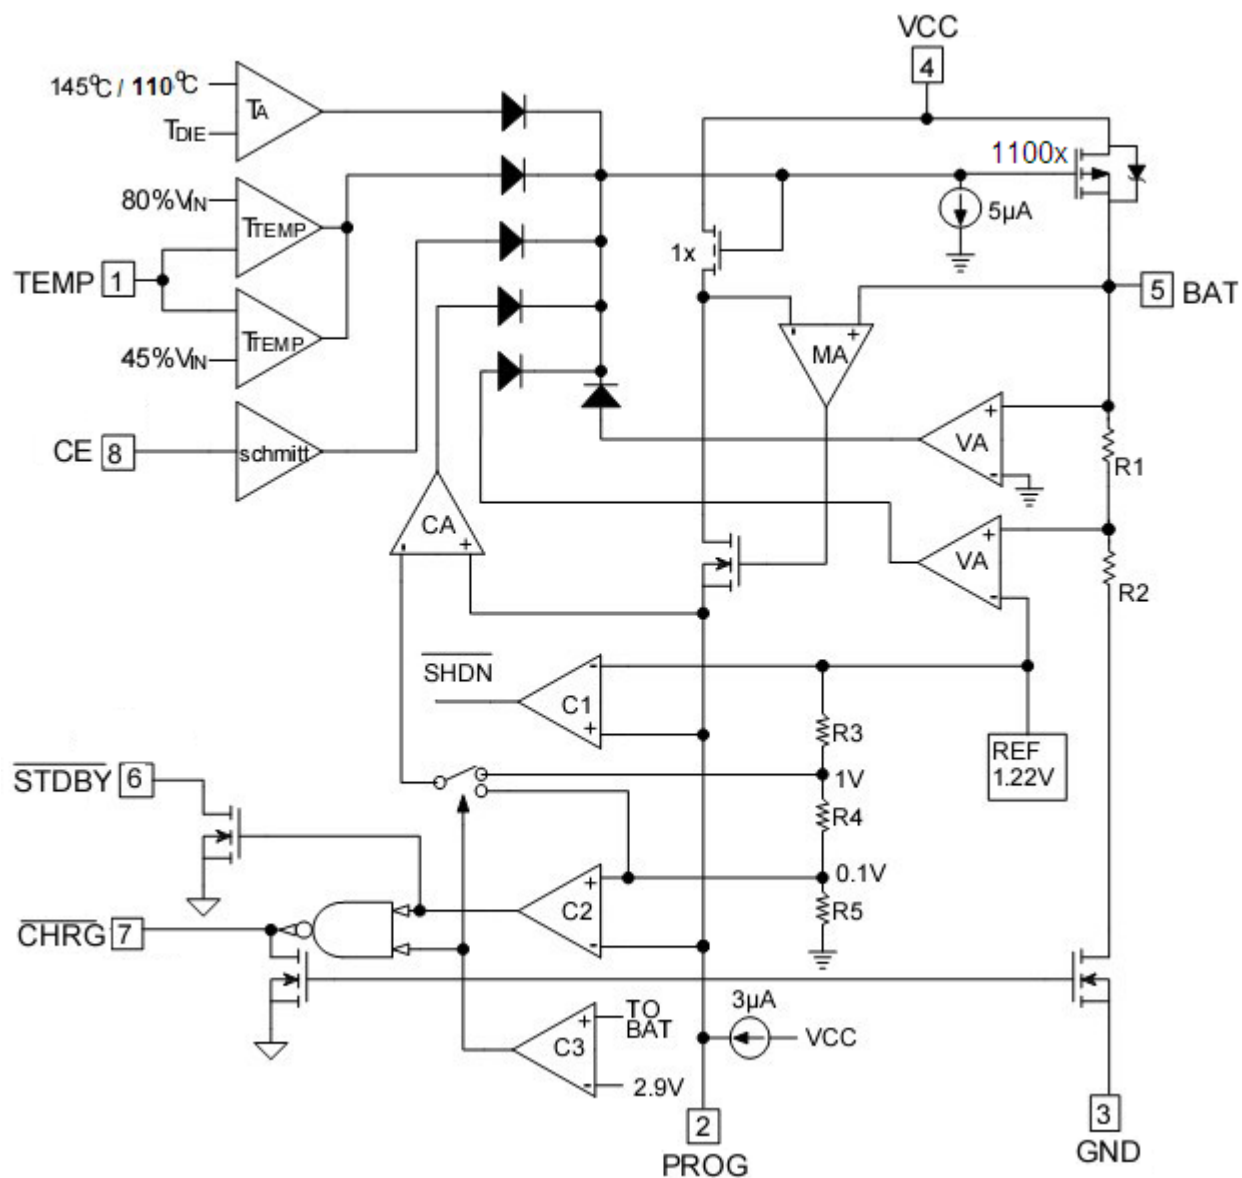 VCC
4
145°C / 110°C
TA
TDIE
1100x
80%VIN
TTEMP
5µA
1x
TEMP 1
5 BAT
- +
MA
TTEMP
45%VIN
+
VA
-
R1
CE 8
schmitt
CA
- +
+
VA
-
R2
SHDN
-
C1
+
R3
REF
1.22V
STDBY 6
1V
R4
0.1V
+
C2
-
R5
CHRG 7
3µA
VCC
+
C3
-
TO
BAT
2.9V
2
PROG
3
GND